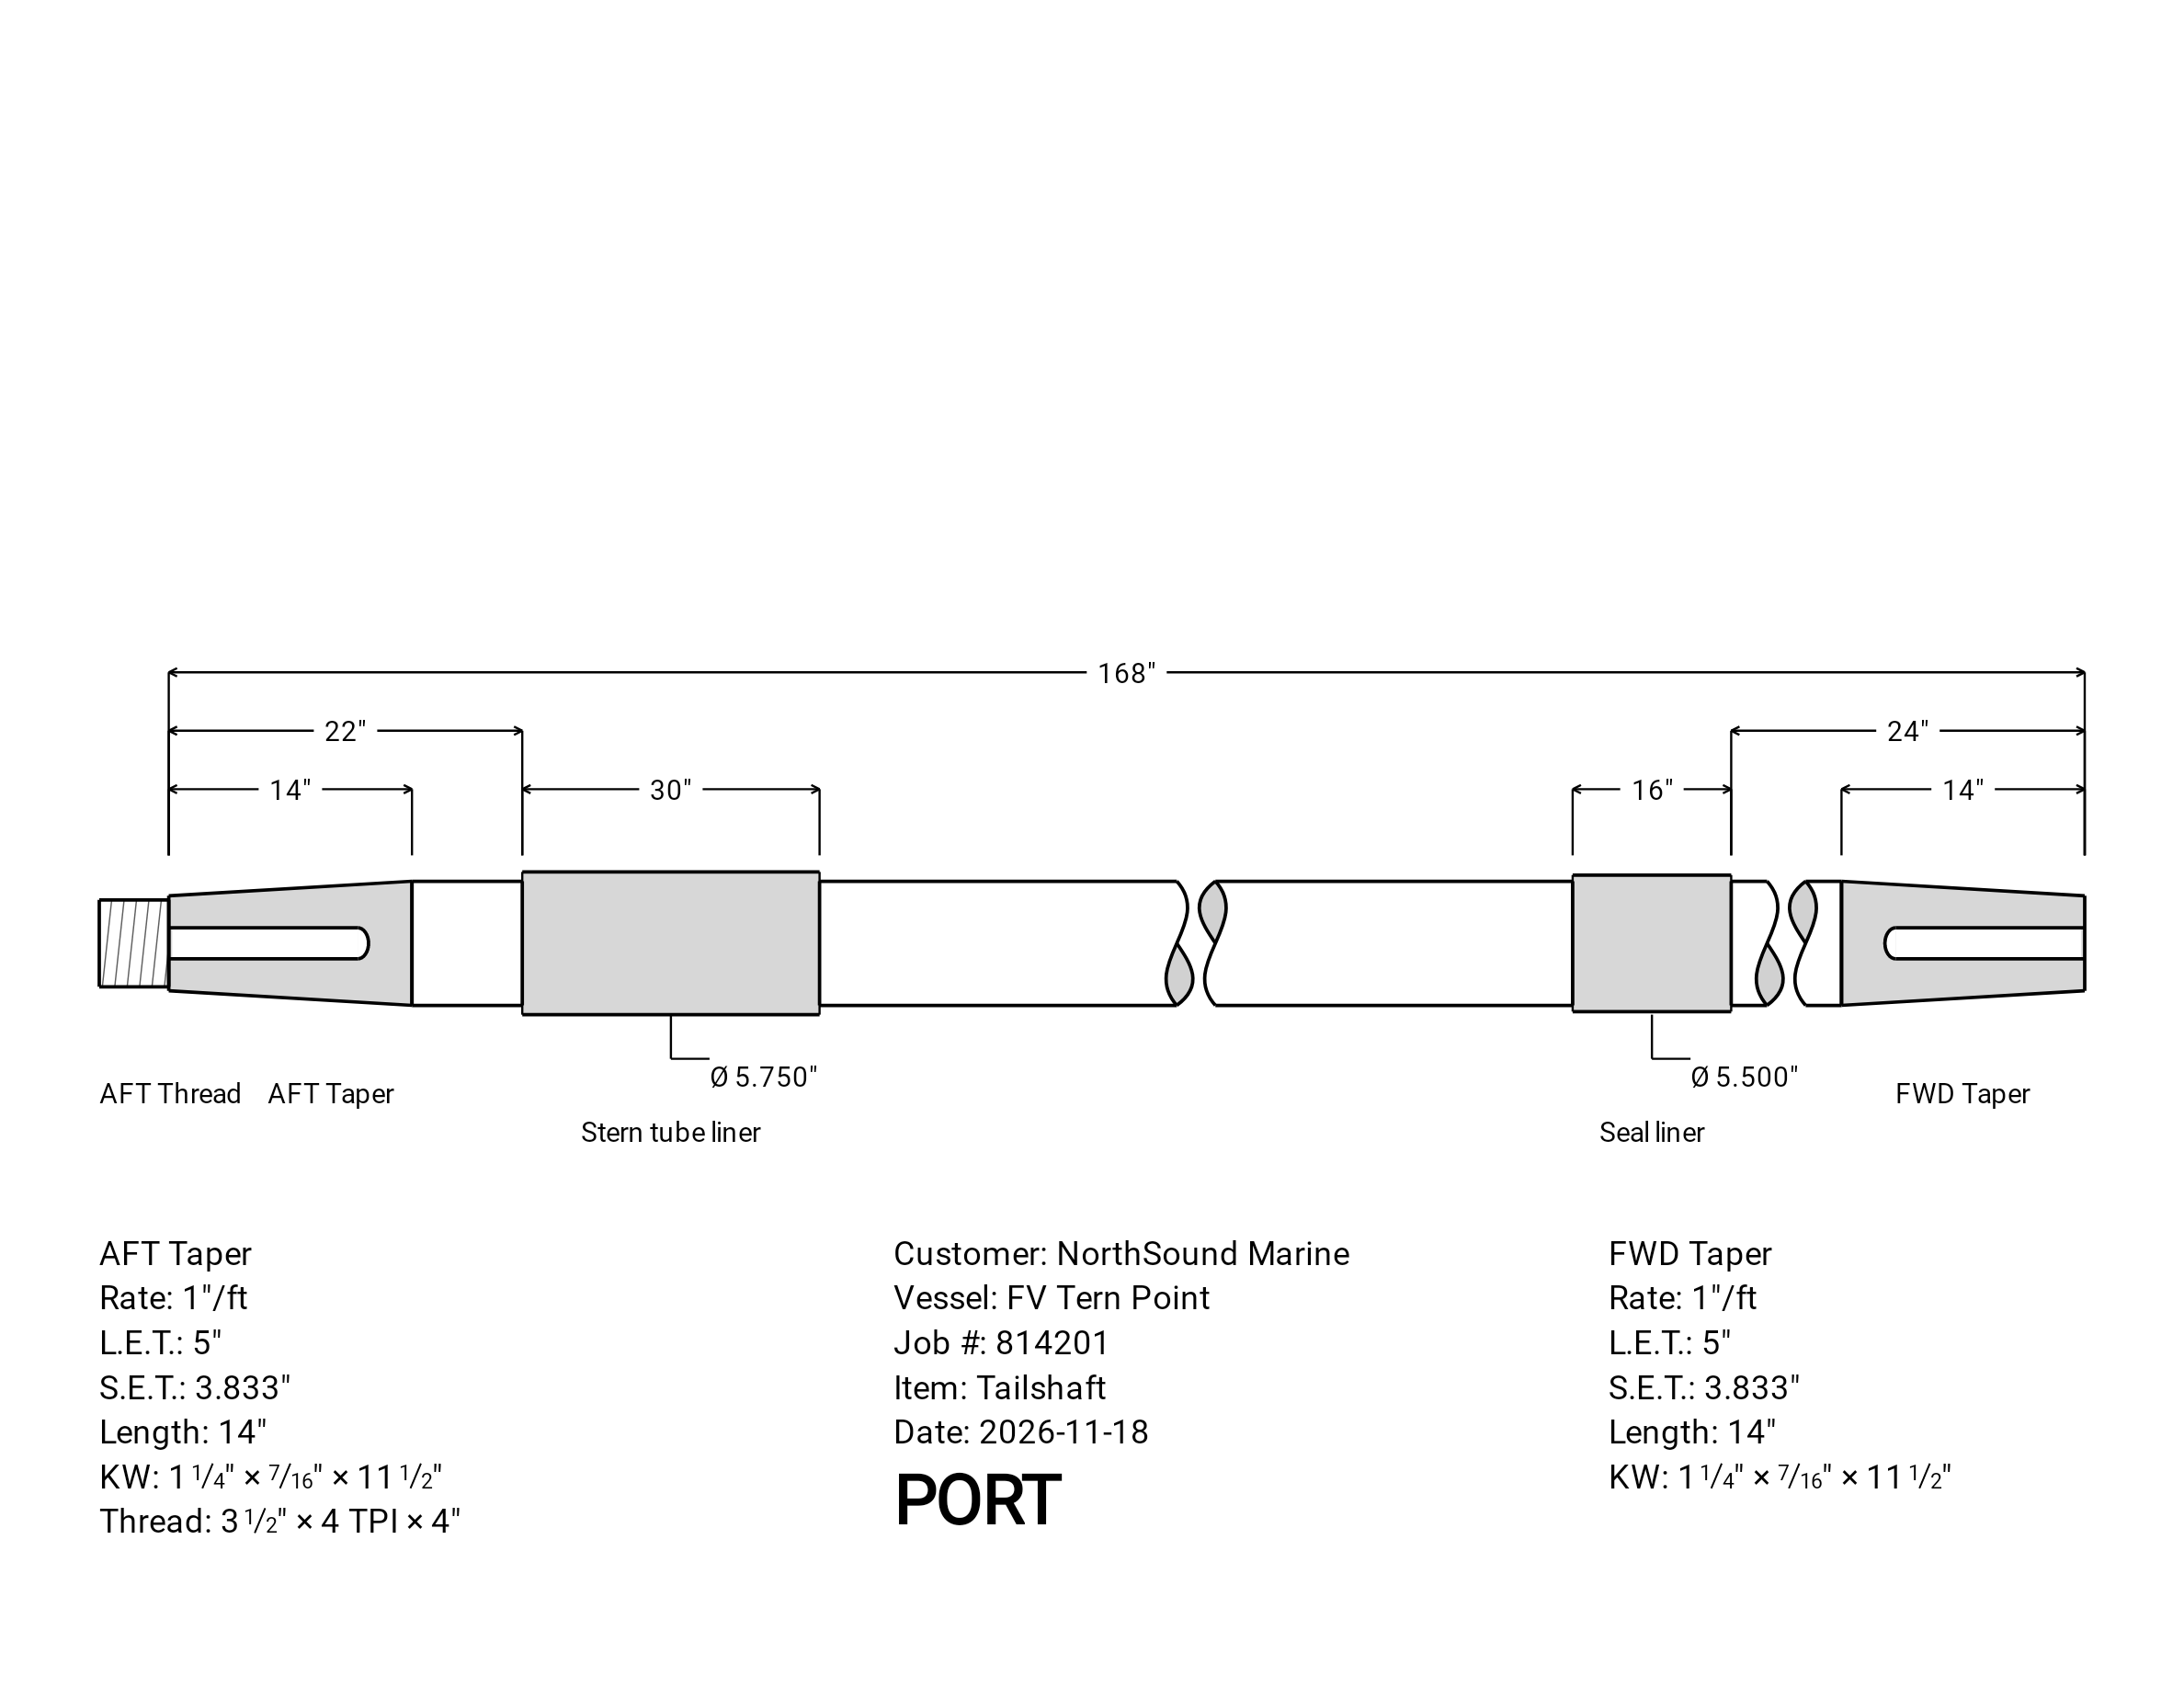 168"
22"
24"
14"
30"
16"
14"
Ø 5.750"
Ø 5.500"
AFT Thread
AFT Taper
FWD Taper
Stern tube liner
Seal liner
AFT Taper
Rate: 1"/ft
L.E.T.: 5"
S.E.T.: 3.833"
Length: 14"
KW: 1 1/4" × 7/16" × 11 1/2"
Thread: 3 1/2" × 4 TPI × 4"
Customer: NorthSound Marine
Vessel: FV Tern Point
Job #: 814201
Item: Tailshaft
Date: 2026-11-18
PORT
FWD Taper
Rate: 1"/ft
L.E.T.: 5"
S.E.T.: 3.833"
Length: 14"
KW: 1 1/4" × 7/16" × 11 1/2"